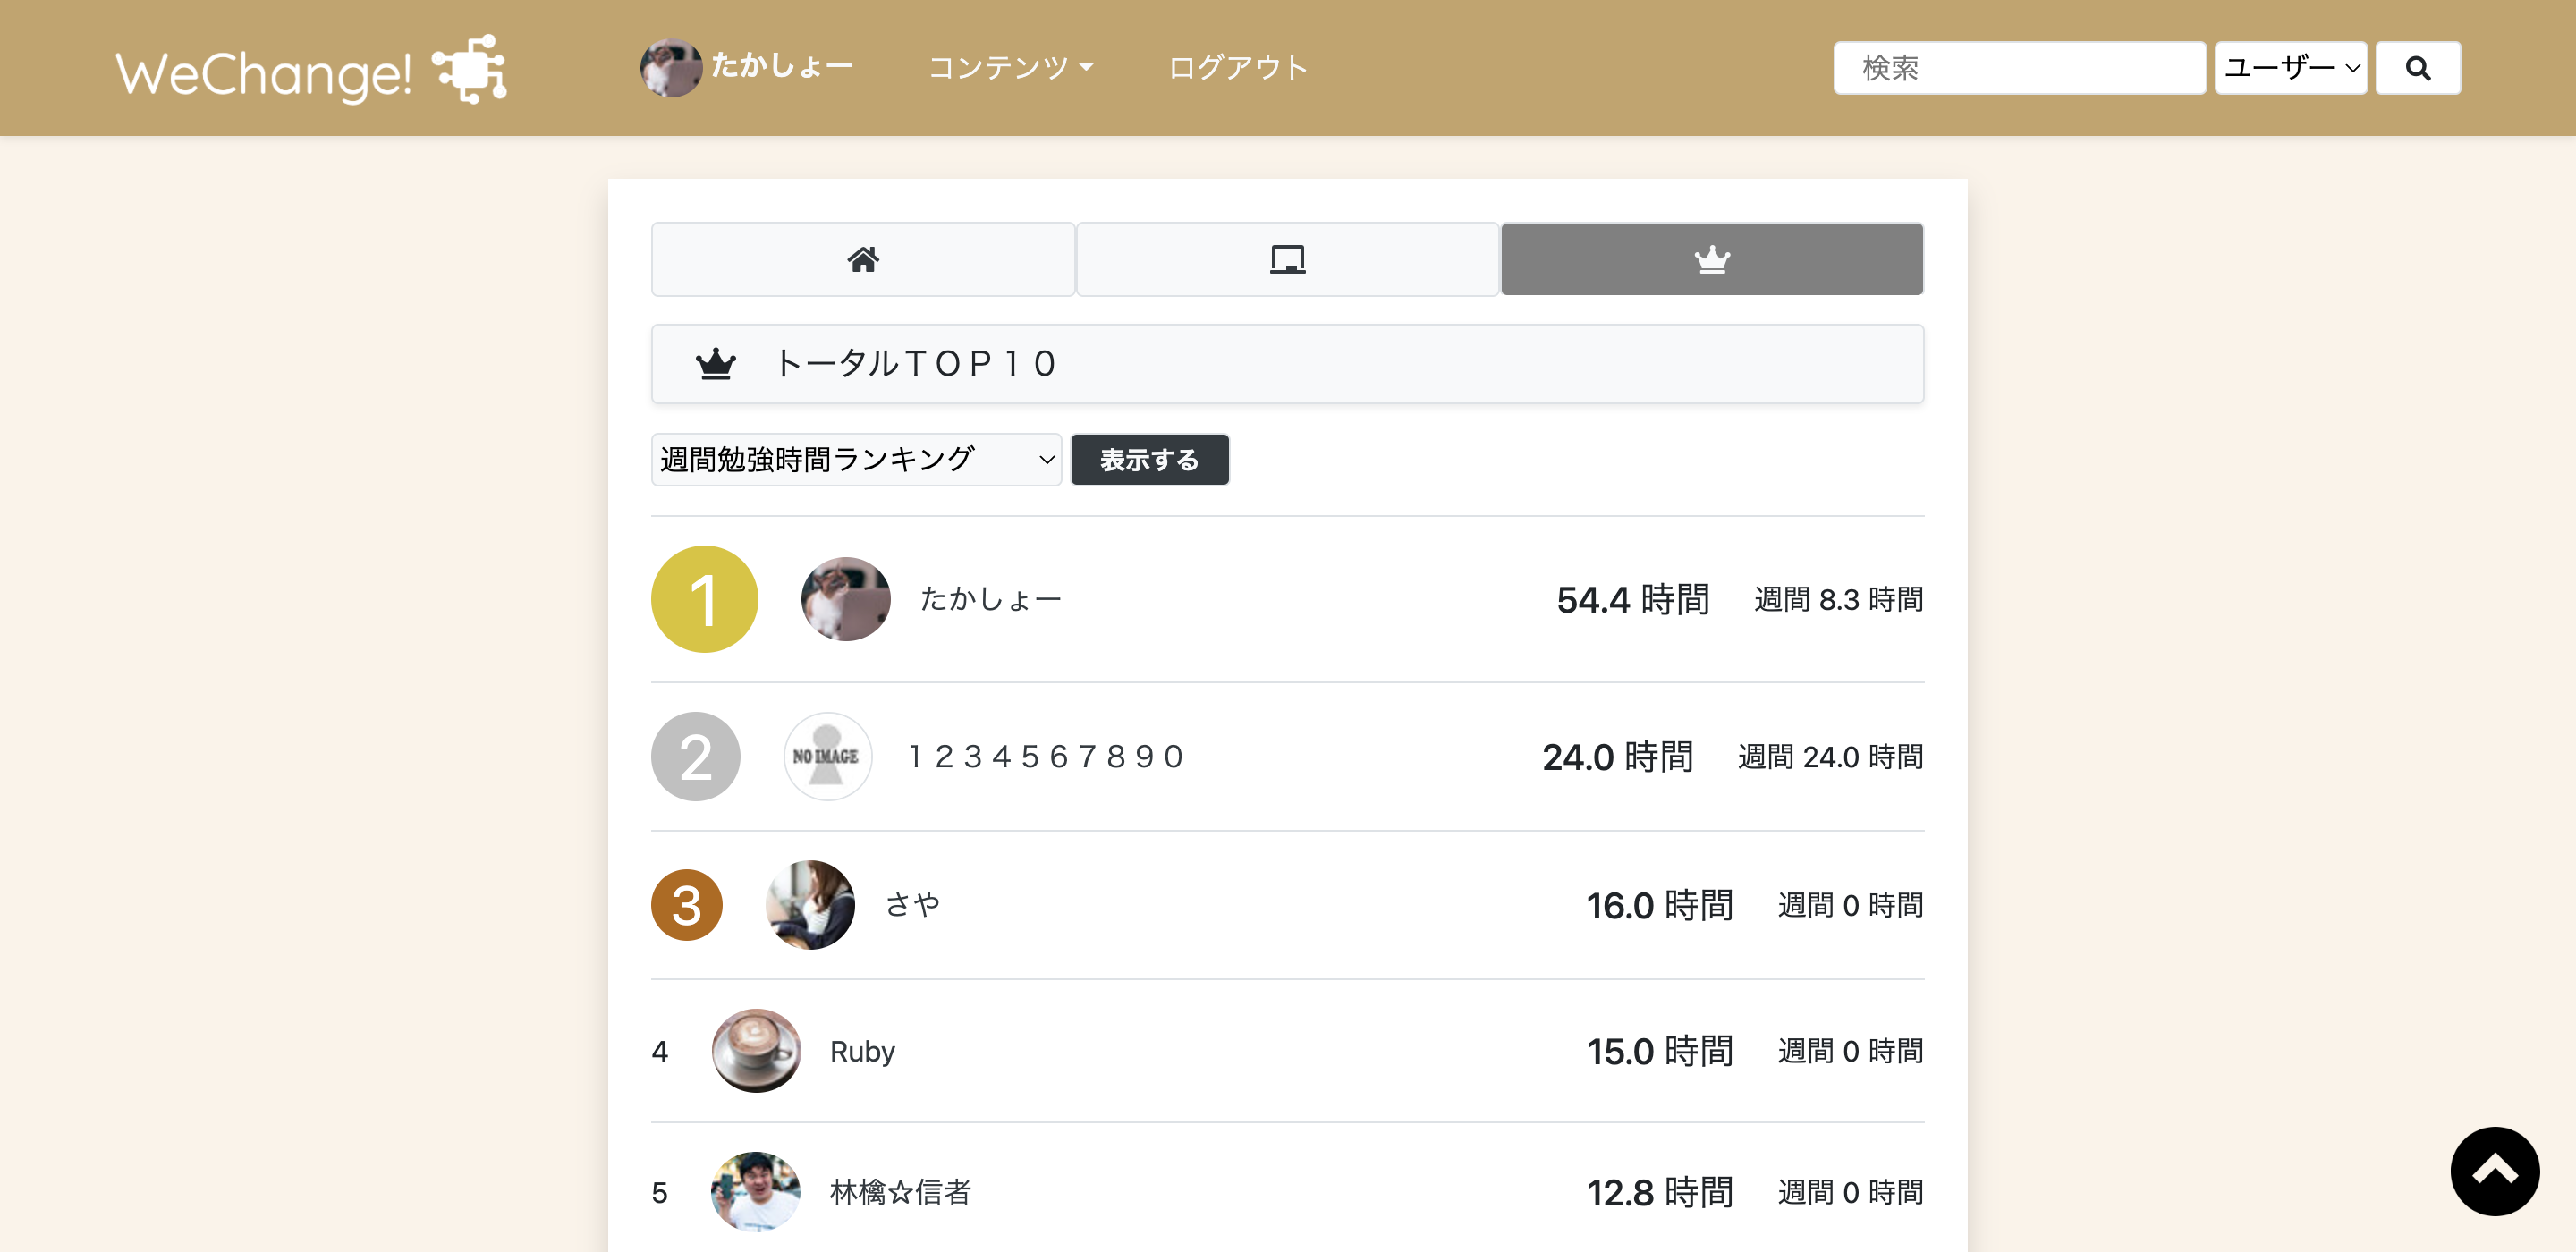 WeChange!
たかしょー
コンテンツ
ログアウト
検索
ユーザー
トータルＴＯＰ１０
週間勉強時間ランキング
表示する
1 たかしょー 54.4 時間 週間 8.3 時間
2 NO IMAGE １２３４５６７８９０ 24.0 時間 週間 24.0 時間
3 さや 16.0 時間 週間 0 時間
4 Ruby 15.0 時間 週間 0 時間
5 林檎☆信者 12.8 時間 週間 0 時間